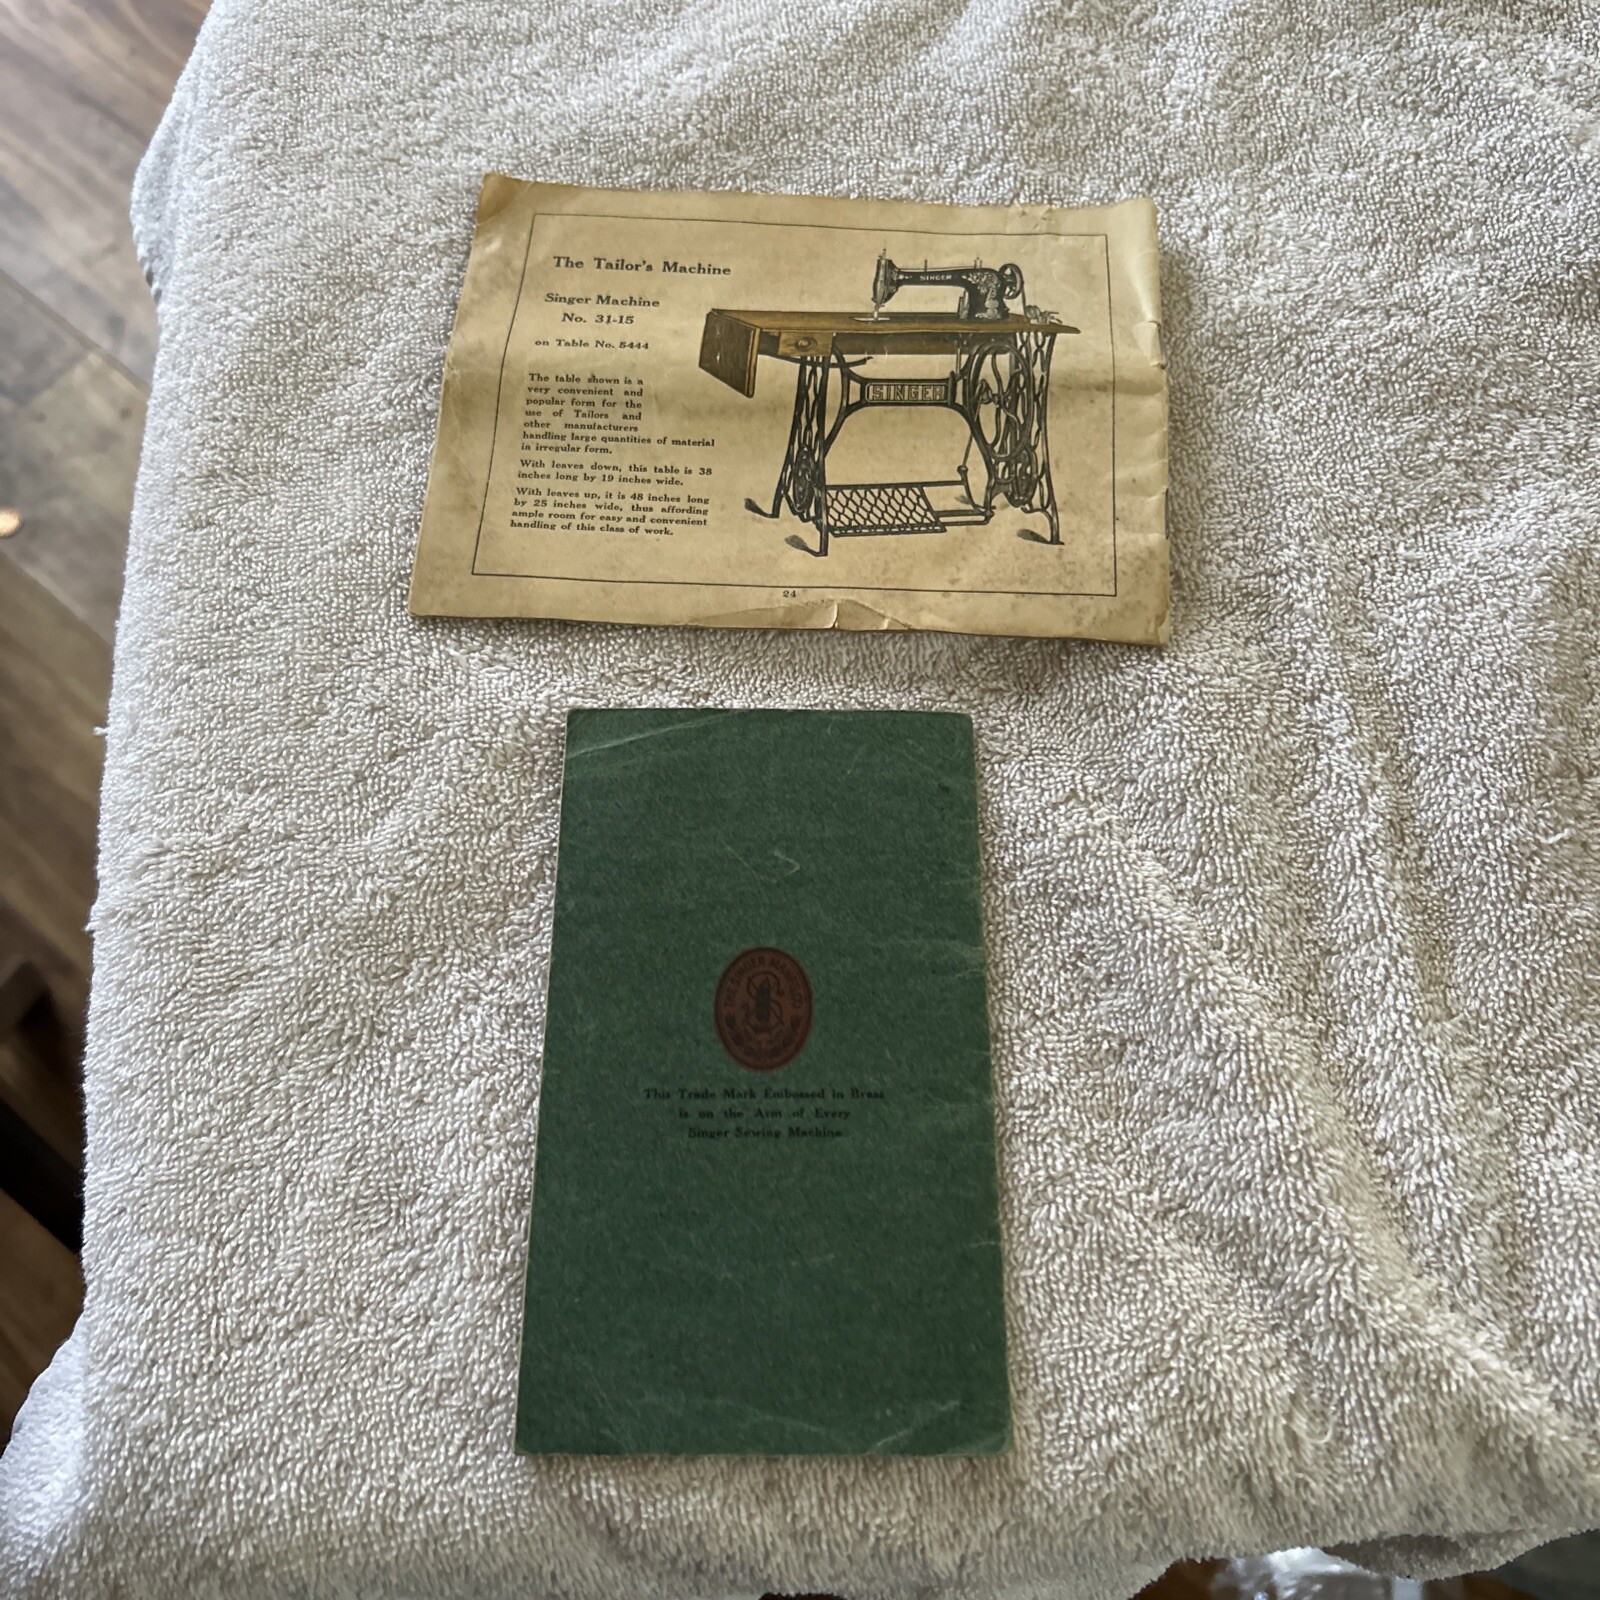 The Tailor's Machine
Singer Machine
No. 31-15
on Table No. 5444
The table shown is a
very convenient and
popular form for the
use of Tailors and
other manufacturers
handling large quantities of material
in irregular form.
With leaves down, this table is 38
inches long by 19 inches wide.
With leaves up, it is 48 inches long
by 25 inches wide, thus affording
ample room for easy and convenient
handling of this class of work.
SINGER
SINGER
24
THE SINGER MANFG. CO.
This Trade Mark Embossed in Brass
is on the Arm of Every
Singer Sewing Machine